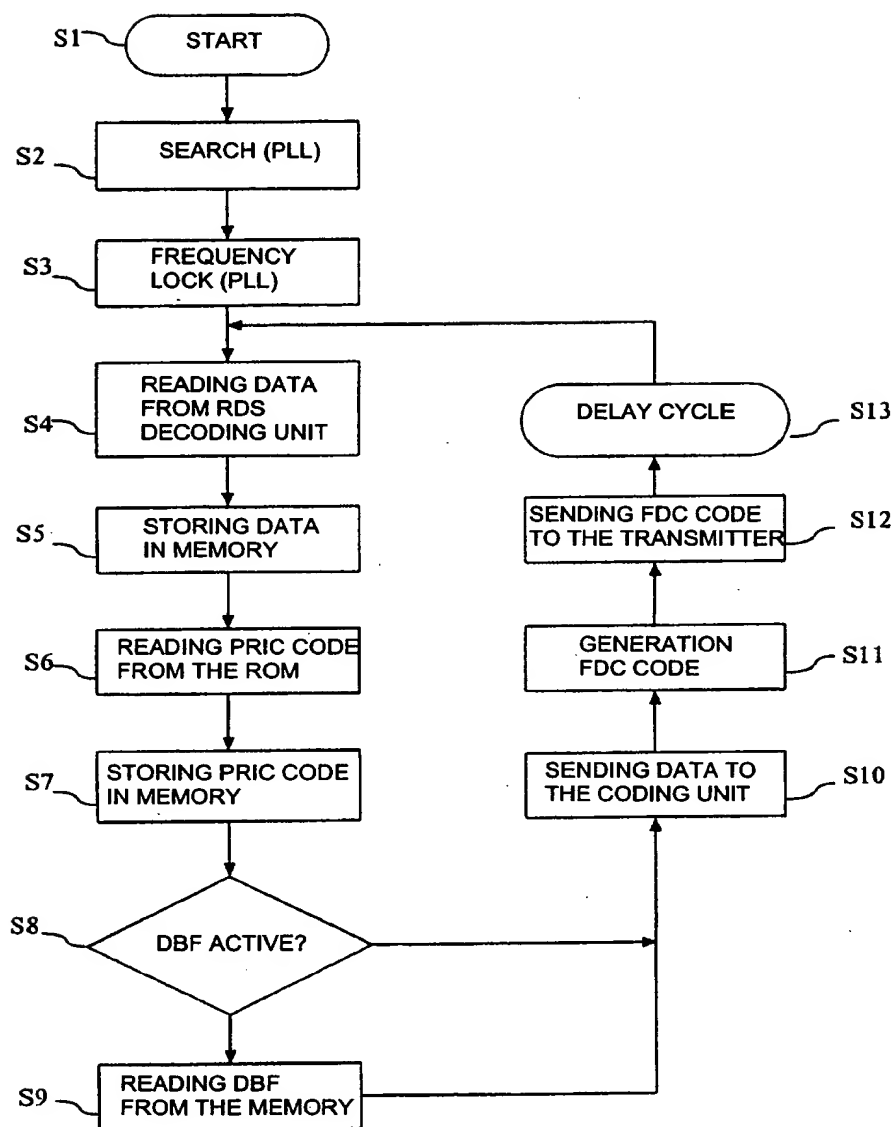 S1
START
S2
SEARCH (PLL)
S3
FREQUENCY
LOCK (PLL)
S4
READING DATA
FROM RDS
DECODING UNIT
S5
STORING DATA
IN MEMORY
S6
READING PRIC CODE
FROM THE ROM
S7
STORING PRIC CODE
IN MEMORY
S8
DBF ACTIVE?
S9
READING DBF
FROM THE MEMORY
SENDING DATA TO
THE CODING UNIT
S10
GENERATION
FDC CODE
S11
SENDING FDC CODE
TO THE TRANSMITTER
S12
DELAY CYCLE
S13